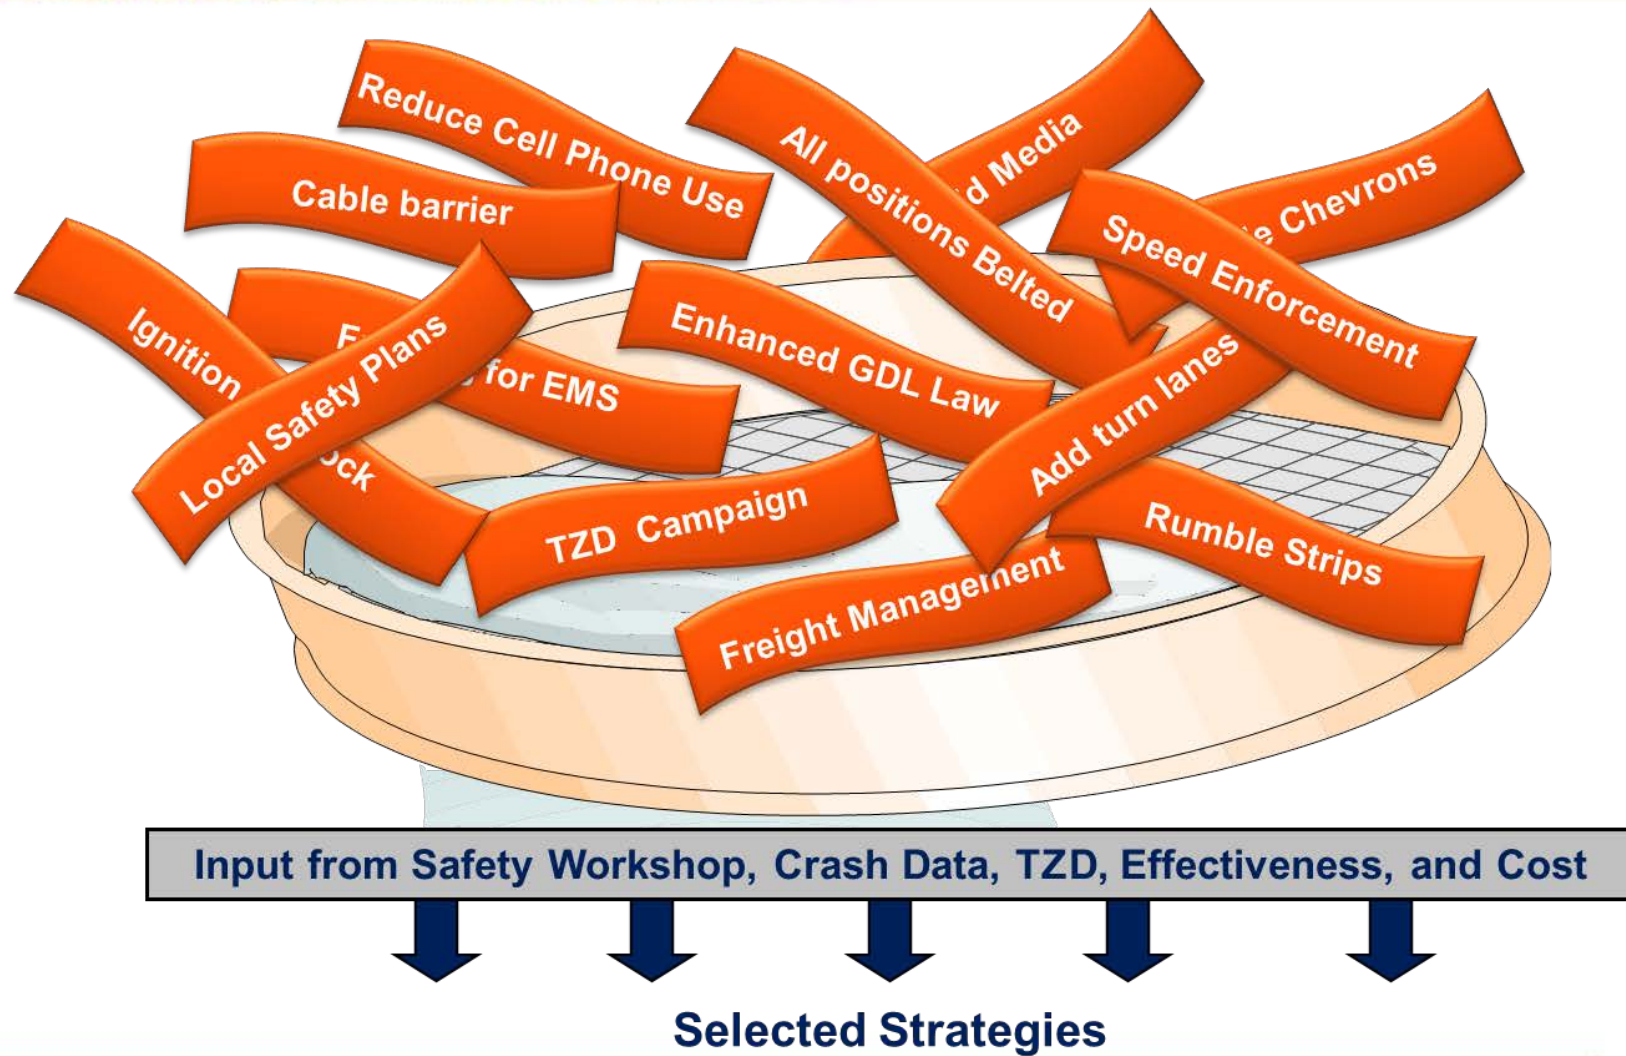 Reduce Cell Phone Use
All positions Belted
Media
Chevrons
Cable barrier
Speed Enforcement
Ignition
for EMS
Local Safety Plans
Enhanced GDL Law
Add turn lanes
TZD Campaign
Rumble Strips
Freight Management
Input from Safety Workshop, Crash Data, TZD, Effectiveness, and Cost
Selected Strategies